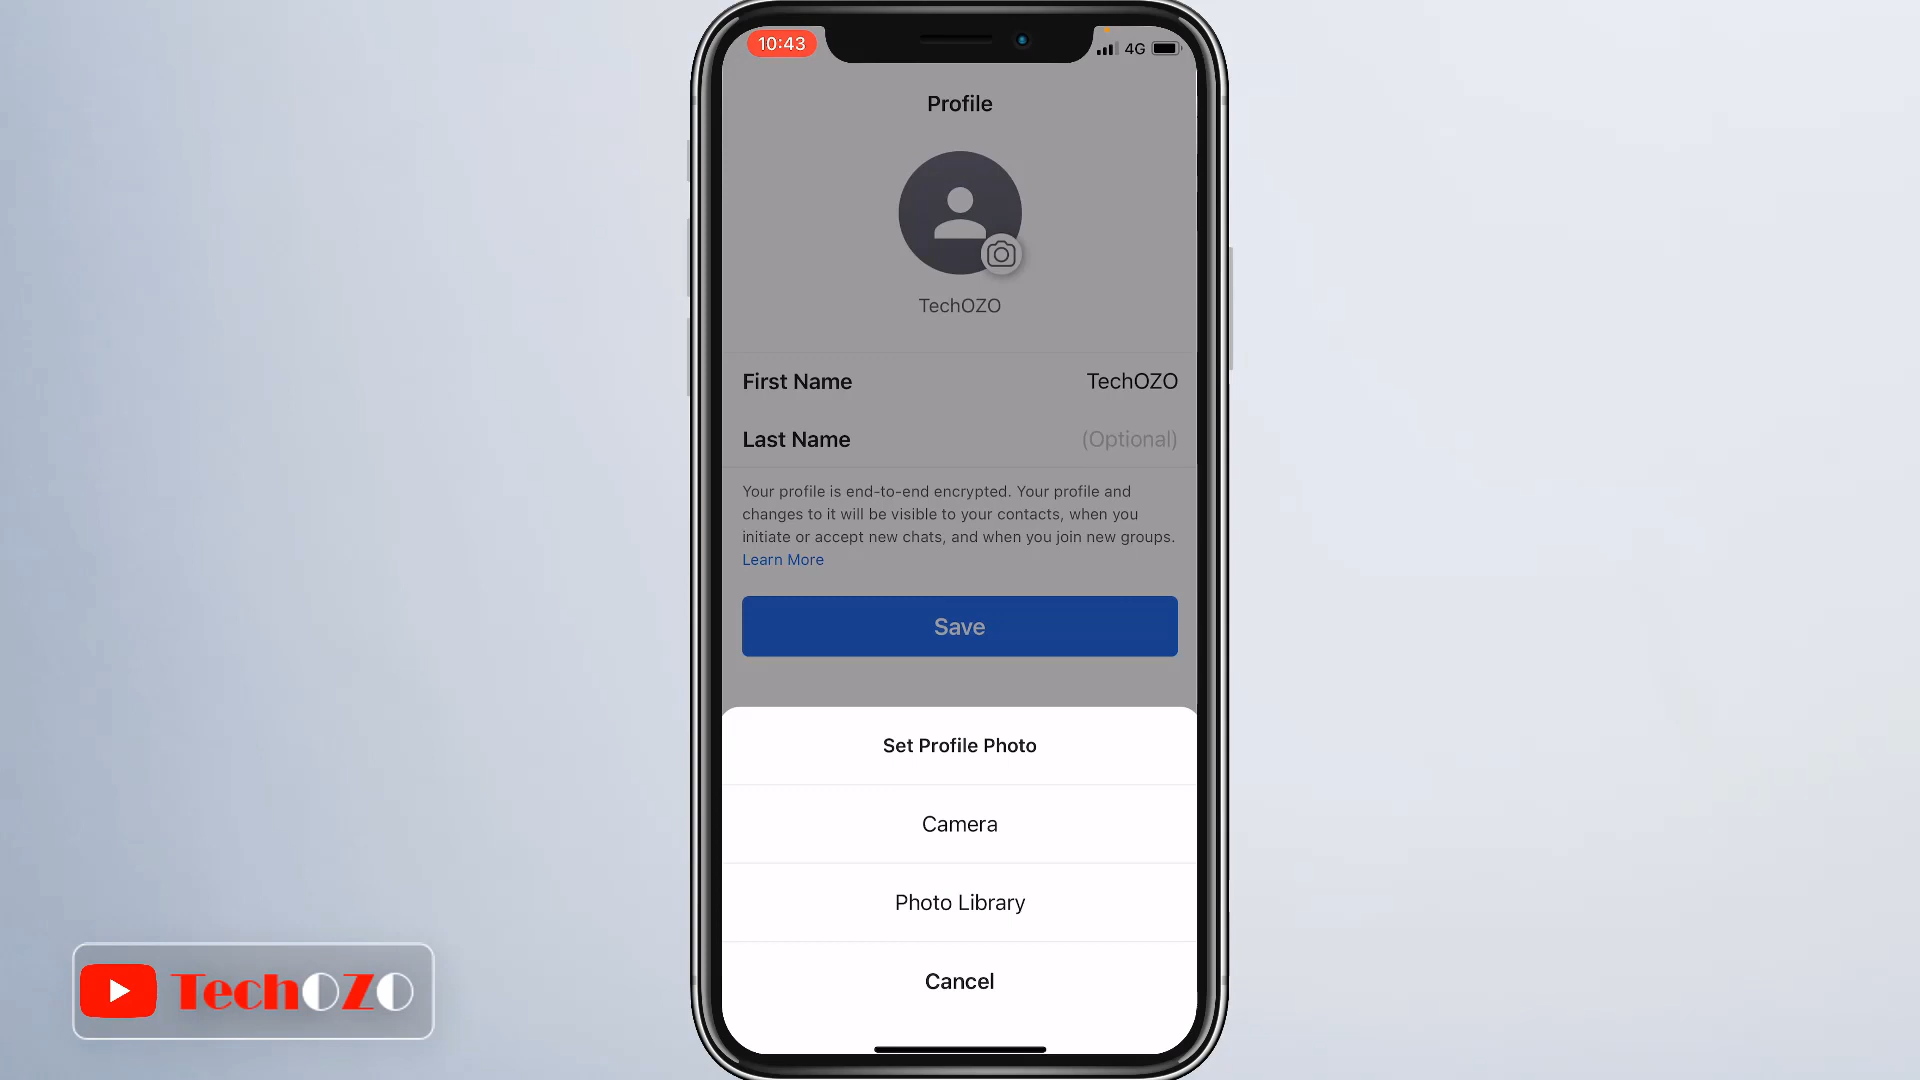 10:43
4G
Profile
TechOZO
First Name
TechOZO
Last Name
(Optional)
Your profile is end-to-end encrypted. Your profile and
changes to it will be visible to your contacts, when you
initiate or accept new chats, and when you join new groups.
Learn More
Save
Set Profile Photo
Camera
Photo Library
Cancel
TechOZO